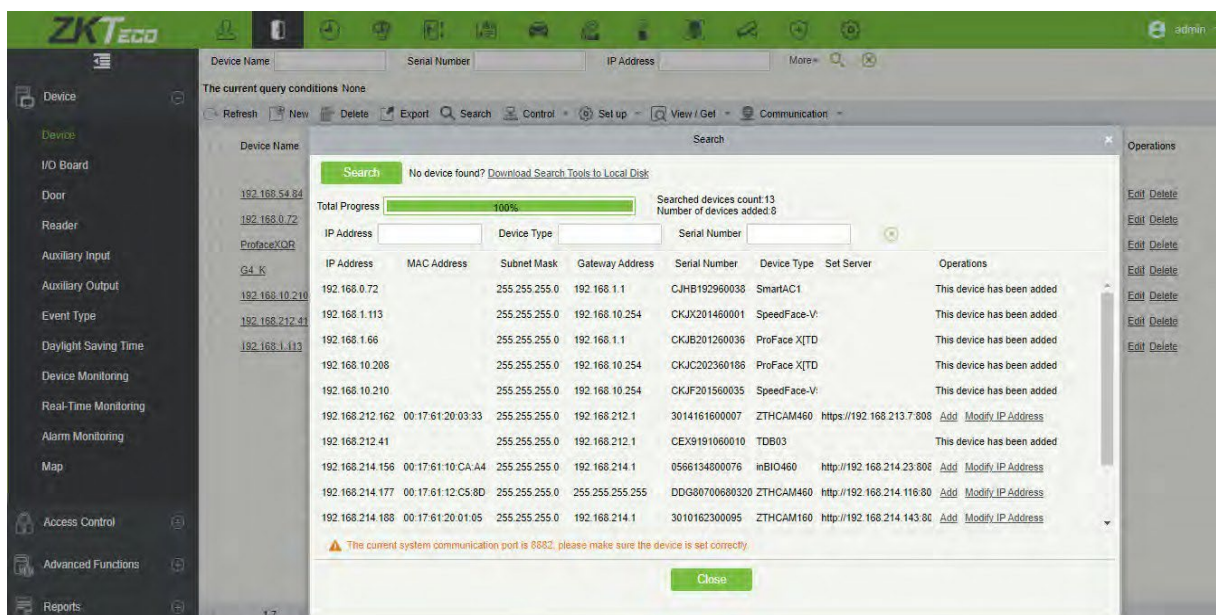 ZKTECO
admin
Device Name Serial Number IP Address More
The current query conditions None
Refresh New Delete Export Search Control Set up View / Get Communication
Device
Device
I/O Board
Door
Reader
Auxiliary Input
Auxiliary Output
Event Type
Daylight Saving Time
Device Monitoring
Real-Time Monitoring
Alarm Monitoring
Map
Access Control
Advanced Functions
Reports
Device Name Operations
192.168.54.84 Edit Delete
192.168.0.72 Edit Delete
ProfaceXQR Edit Delete
G4_K Edit Delete
192.168.10.210 Edit Delete
192.168.212.41 Edit Delete
192.168.1.113 Edit Delete
Search
Search No device found? Download Search Tools to Local Disk
Total Progress 100% Searched devices count:13
Number of devices added:8
IP Address Device Type Serial Number
IP Address MAC Address Subnet Mask Gateway Address Serial Number Device Type Set Server Operations
192.168.0.72 255.255.255.0 192.168.1.1 CJHB192960038 SmartAC1 This device has been added
192.168.1.113 255.255.255.0 192.168.10.254 CKJX201460001 SpeedFace-V: This device has been added
192.168.1.66 255.255.255.0 192.168.1.1 CKJB201260036 ProFace X[TD This device has been added
192.168.10.208 255.255.255.0 192.168.10.254 CKJC202360186 ProFace X[TD This device has been added
192.168.10.210 255.255.255.0 192.168.10.254 CKJF201560035 SpeedFace-V: This device has been added
192.168.212.162 00:17:61:20:03:33 255.255.255.0 192.168.212.1 3014161600007 ZTHCAM460 https://192.168.213.7:808 Add Modify IP Address
192.168.212.41 255.255.255.0 192.168.212.1 CEX9191060010 TDB03 This device has been added
192.168.214.156 00:17:61:10:CA:A4 255.255.255.0 192.168.214.1 0566134800076 inBIO460 http://192.168.214.23:808 Add Modify IP Address
192.168.214.177 00:17:61:12:C5:8D 255.255.255.0 255.255.255.255 DDG80700680320 ZTHCAM460 http://192.168.214.116:80 Add Modify IP Address
192.168.214.188 00:17:61:20:01:05 255.255.255.0 192.168.214.1 3010162300095 ZTHCAM160 http://192.168.214.143:80 Add Modify IP Address
The current system communication port is 8882, please make sure the device is set correctly.
Close